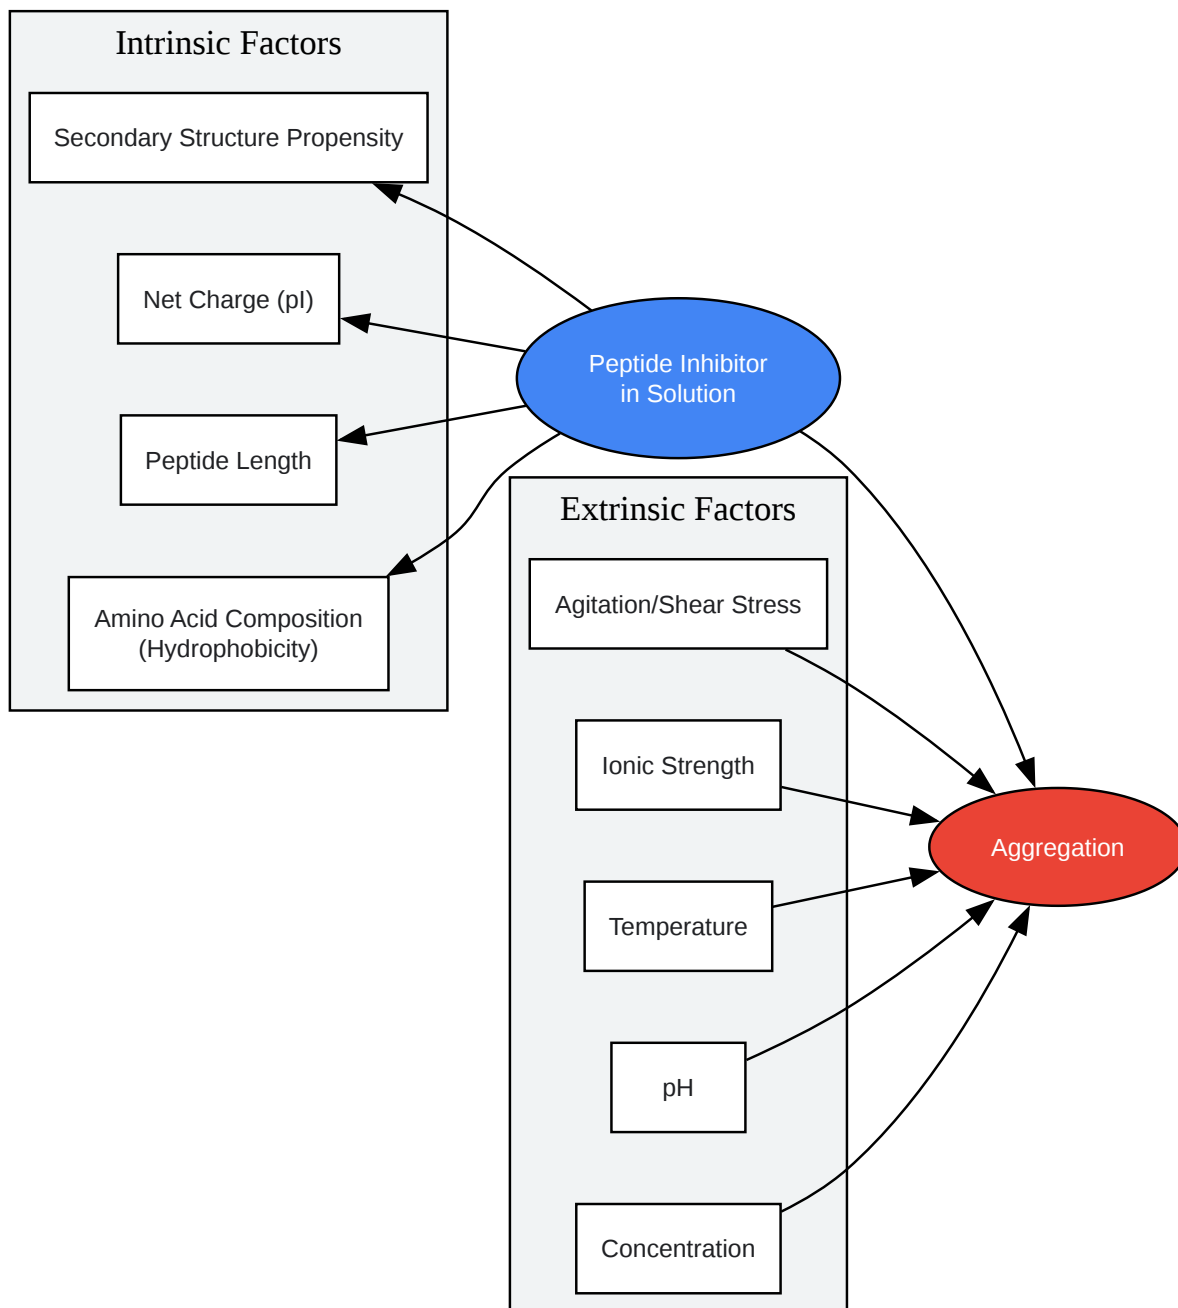 Intrinsic Factors
Secondary Structure Propensity
Net Charge (pI)
Peptide Length
Amino Acid Composition
(Hydrophobicity)
Peptide Inhibitor
in Solution
Extrinsic Factors
Agitation/Shear Stress
Ionic Strength
Temperature
pH
Concentration
Aggregation